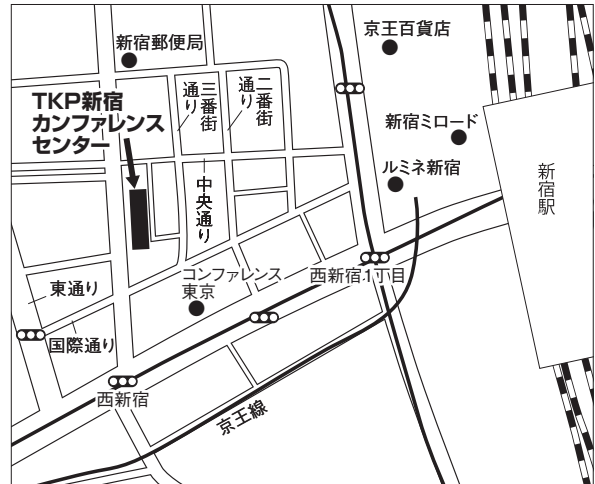 新宿郵便局
京王百貨店
三番街
通り
二番街
通り
TKP新宿
カンファレンス
センター
新宿ミロード
ルミネ新宿
新宿駅
中央通り
コンファレンス
東京
西新宿1丁目
東通り
国際通り
西新宿
京王線